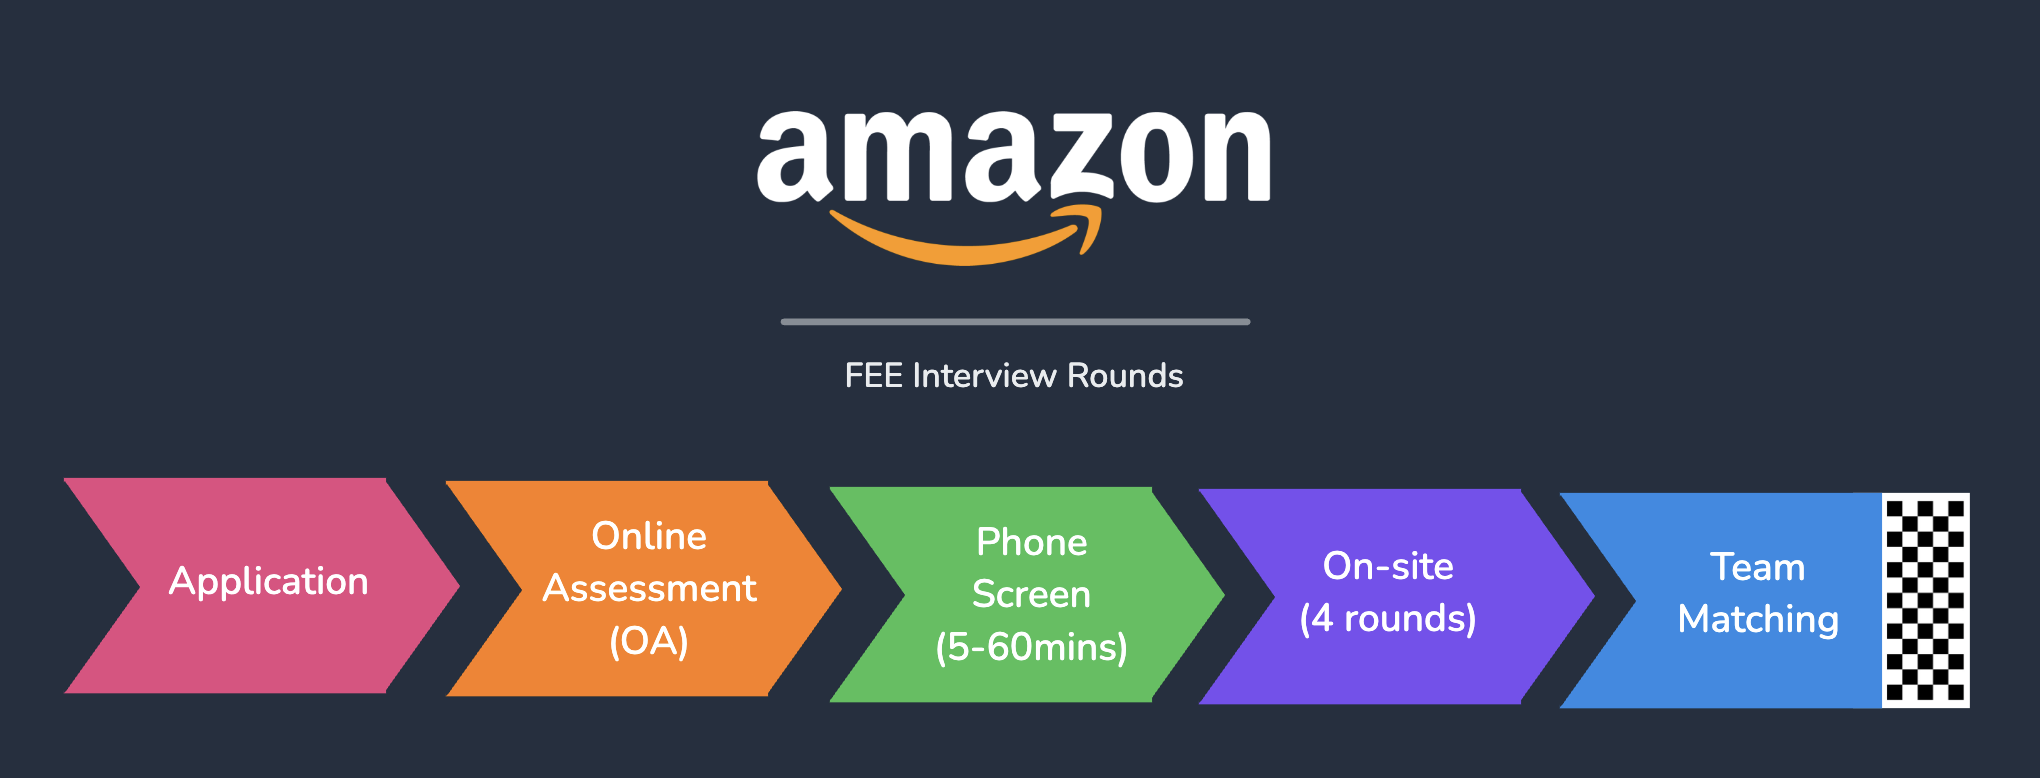 amazon
FEE Interview Rounds
Application
Online
Assessment
(OA)
Phone
Screen
(5-60mins)
On-site
(4 rounds)
Team
Matching